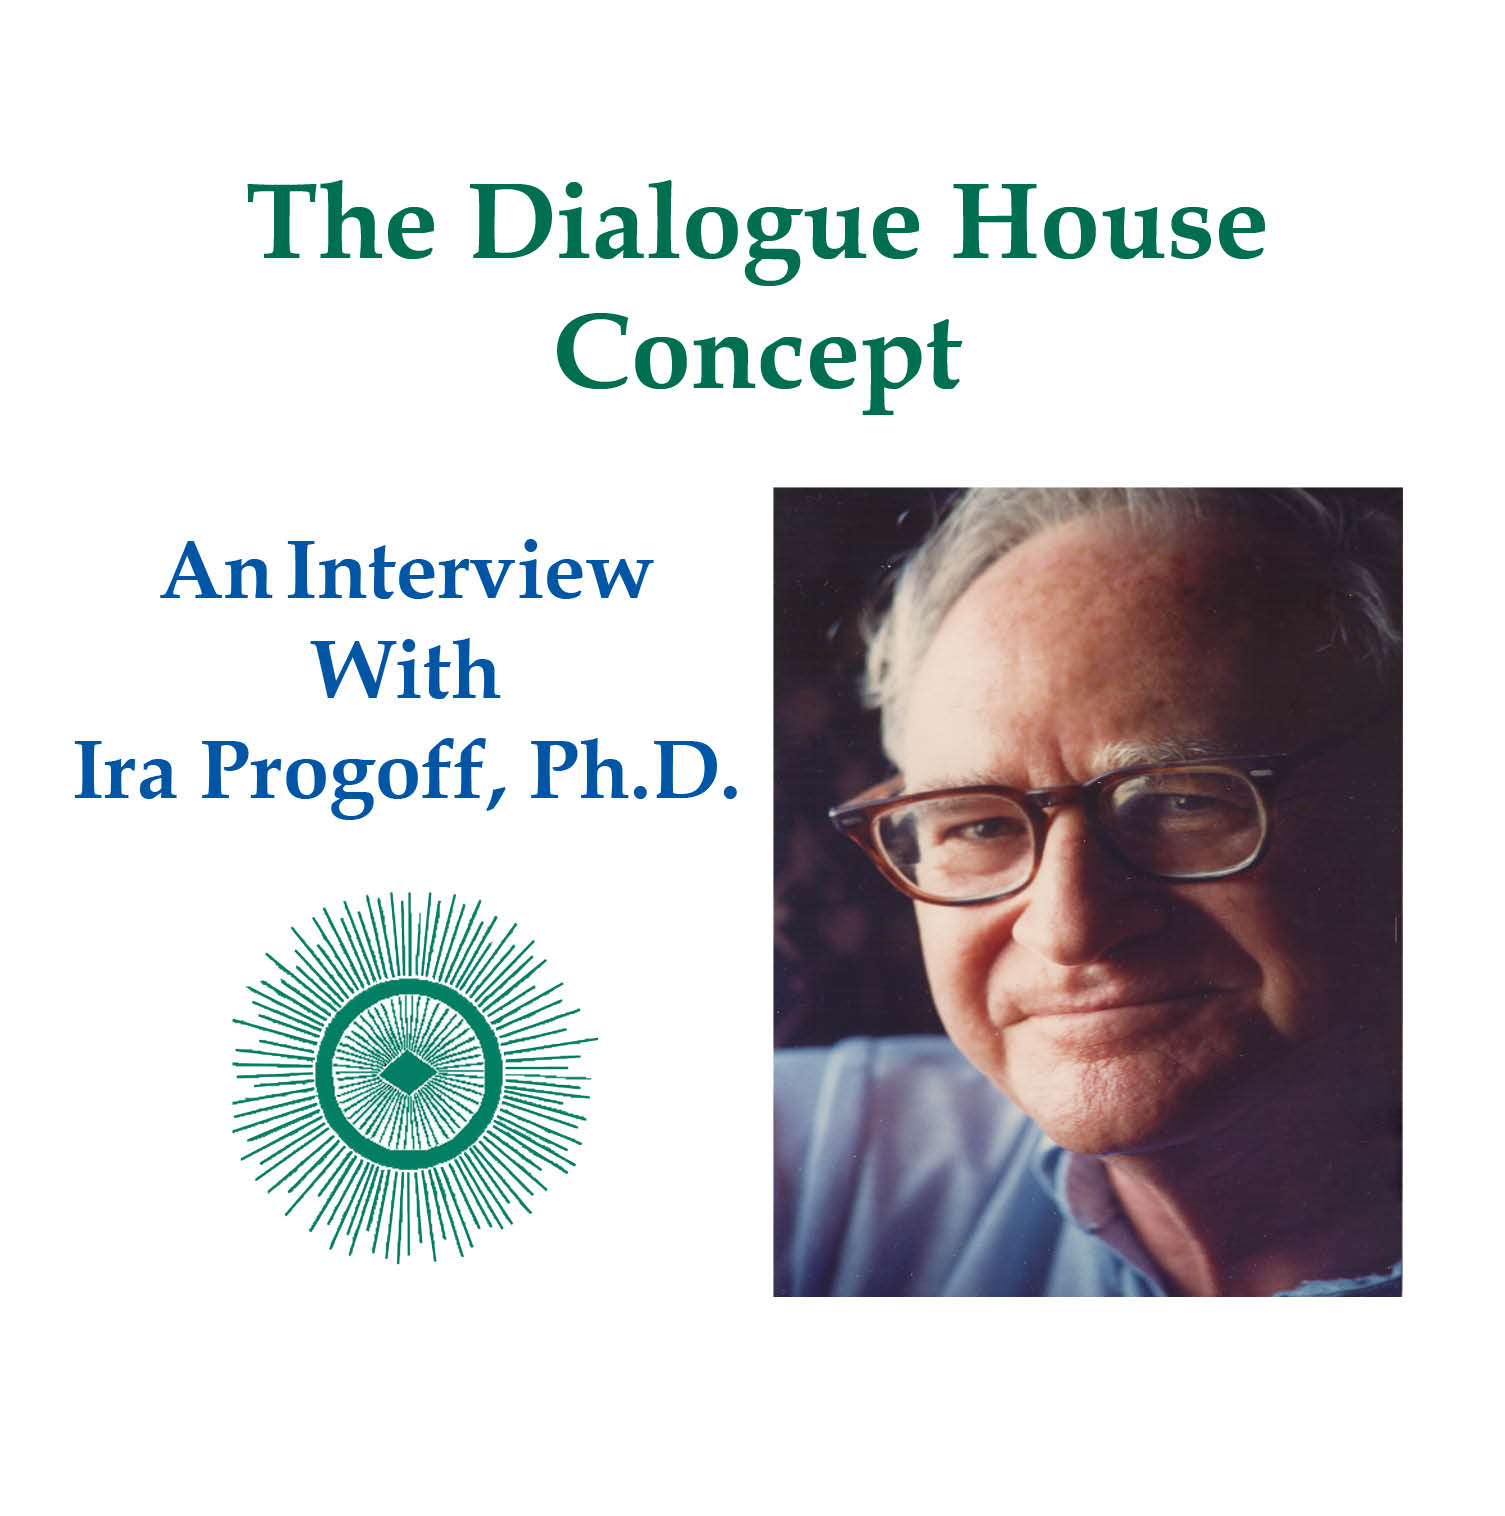 The Dialogue House
Concept
An Interview
With
Ira Progoff, Ph.D.